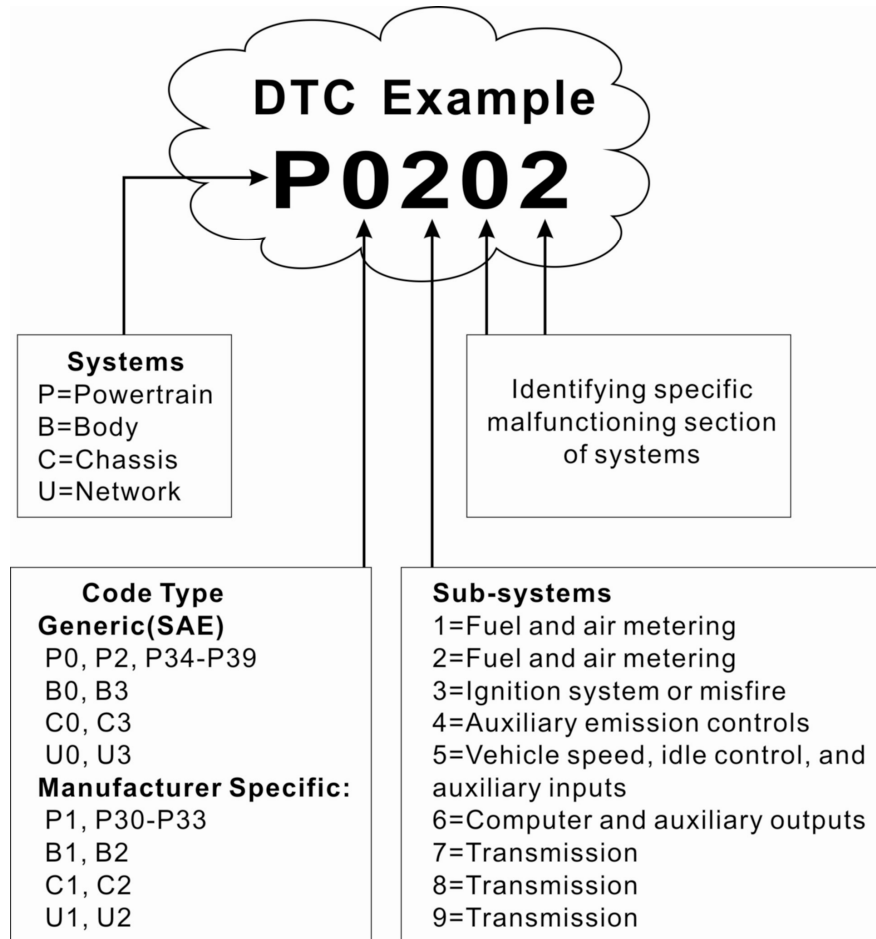 DTC Example
P0202
Systems
P=Powertrain
B=Body
C=Chassis
U=Network
Identifying specific
malfunctioning section
of systems
Code Type
Generic(SAE)
P0, P2, P34-P39
B0, B3
C0, C3
U0, U3
Manufacturer Specific:
P1, P30-P33
B1, B2
C1, C2
U1, U2
Sub-systems
1=Fuel and air metering
2=Fuel and air metering
3=Ignition system or misfire
4=Auxiliary emission controls
5=Vehicle speed, idle control, and
auxiliary inputs
6=Computer and auxiliary outputs
7=Transmission
8=Transmission
9=Transmission